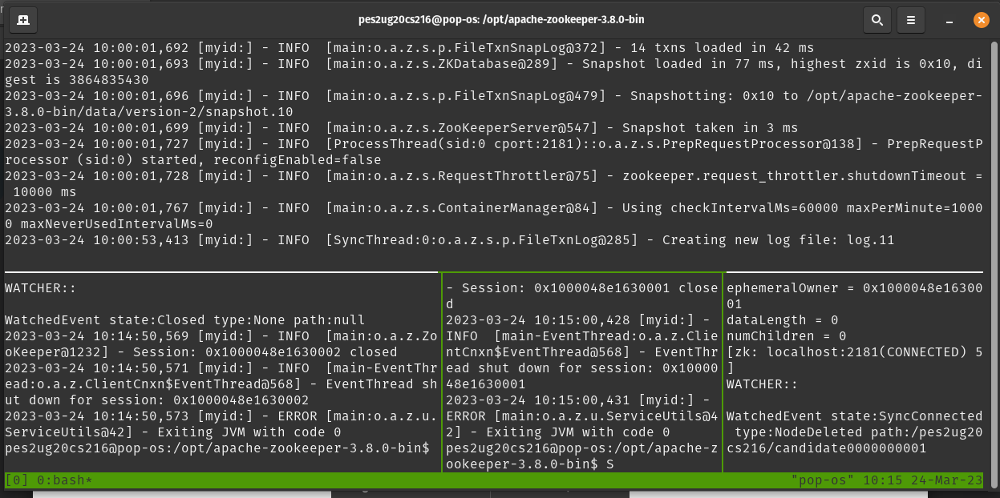 pes2ug20cs216@pop-os: /opt/apache-zookeeper-3.8.0-bin
2023-03-24 10:00:01,692 [myid:] - INFO  [main:o.a.z.s.p.FileTxnSnapLog@372] - 14 txns loaded in 42 ms
2023-03-24 10:00:01,693 [myid:] - INFO  [main:o.a.z.s.ZKDatabase@289] - Snapshot loaded in 77 ms, highest zxid is 0x10, di
gest is 3864835430
2023-03-24 10:00:01,696 [myid:] - INFO  [main:o.a.z.s.p.FileTxnSnapLog@479] - Snapshotting: 0x10 to /opt/apache-zookeeper-
3.8.0-bin/data/version-2/snapshot.10
2023-03-24 10:00:01,699 [myid:] - INFO  [main:o.a.z.s.ZooKeeperServer@547] - Snapshot taken in 3 ms
2023-03-24 10:00:01,727 [myid:] - INFO  [ProcessThread(sid:0 cport:2181)::o.a.z.s.PrepRequestProcessor@138] - PrepRequestP
rocessor (sid:0) started, reconfigEnabled=false
2023-03-24 10:00:01,728 [myid:] - INFO  [main:o.a.z.s.RequestThrottler@75] - zookeeper.request_throttler.shutdownTimeout =
 10000 ms
2023-03-24 10:00:01,767 [myid:] - INFO  [main:o.a.z.s.ContainerManager@84] - Using checkIntervalMs=60000 maxPerMinute=1000
0 maxNeverUsedIntervalMs=0
2023-03-24 10:00:53,413 [myid:] - INFO  [SyncThread:0:o.a.z.s.p.FileTxnLog@285] - Creating new log file: log.11
WATCHER::
WatchedEvent state:Closed type:None path:null
2023-03-24 10:14:50,569 [myid:] - INFO  [main:o.a.z.Zo
oKeeper@1232] - Session: 0x1000048e1630002 closed
2023-03-24 10:14:50,571 [myid:] - INFO  [main-EventThr
ead:o.a.z.ClientCnxn$EventThread@568] - EventThread sh
ut down for session: 0x1000048e1630002
2023-03-24 10:14:50,573 [myid:] - ERROR [main:o.a.z.u.
ServiceUtils@42] - Exiting JVM with code 0
pes2ug20cs216@pop-os:/opt/apache-zookeeper-3.8.0-bin$
- Session: 0x1000048e1630001 close
d
2023-03-24 10:15:00,428 [myid:] -
INFO  [main-EventThread:o.a.z.Clie
ntCnxn$EventThread@568] - EventThr
ead shut down for session: 0x10000
48e1630001
2023-03-24 10:15:00,431 [myid:] -
ERROR [main:o.a.z.u.ServiceUtils@4
2] - Exiting JVM with code 0
pes2ug20cs216@pop-os:/opt/apache-z
ookeeper-3.8.0-bin$ S
ephemeralOwner = 0x1000048e16300
01
dataLength = 0
numChildren = 0
[zk: localhost:2181(CONNECTED) 5
]
WATCHER::
WatchedEvent state:SyncConnected
 type:NodeDeleted path:/pes2ug20
cs216/candidate0000000001
[0] 0:bash* "pop-os" 10:15 24-Mar-23